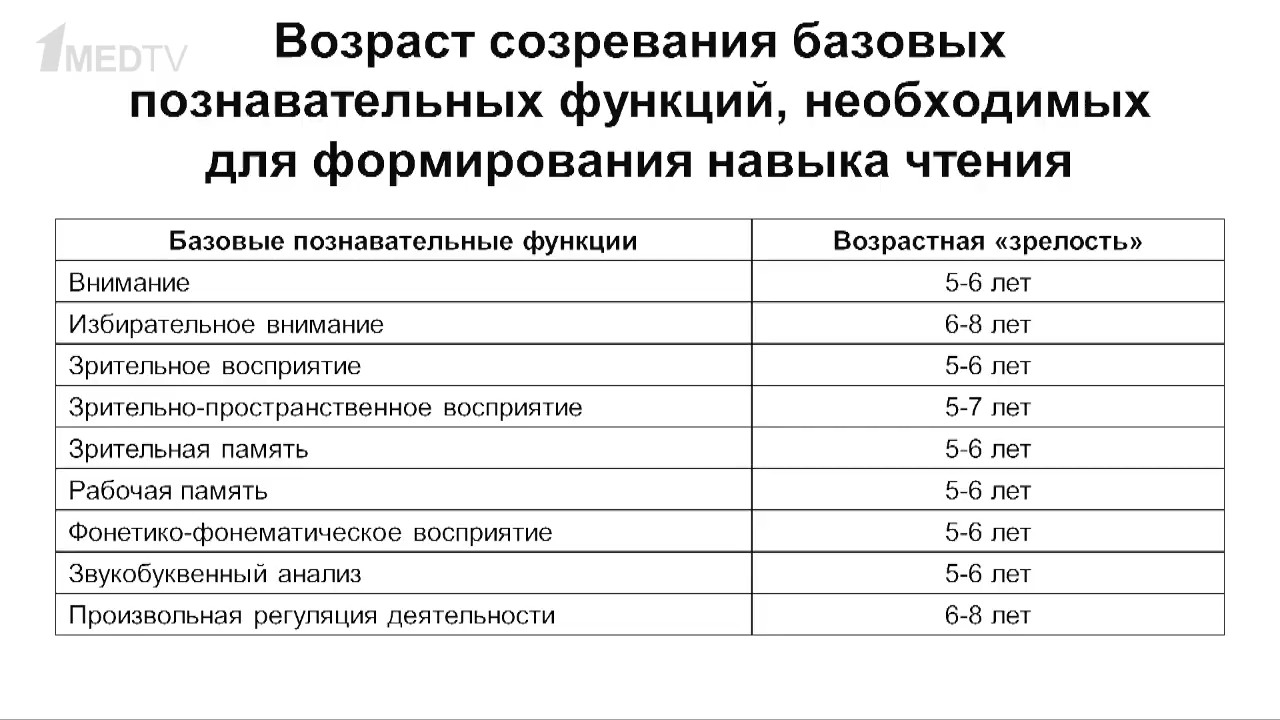 1MEDTV
Возраст созревания базовых
познавательных функций, необходимых
для формирования навыка чтения
Базовые познавательные функции Возрастная «зрелость»
Внимание 5-6 лет
Избирательное внимание 6-8 лет
Зрительное восприятие 5-6 лет
Зрительно-пространственное восприятие 5-7 лет
Зрительная память 5-6 лет
Рабочая память 5-6 лет
Фонетико-фонематическое восприятие 5-6 лет
Звукобуквенный анализ 5-6 лет
Произвольная регуляция деятельности 6-8 лет